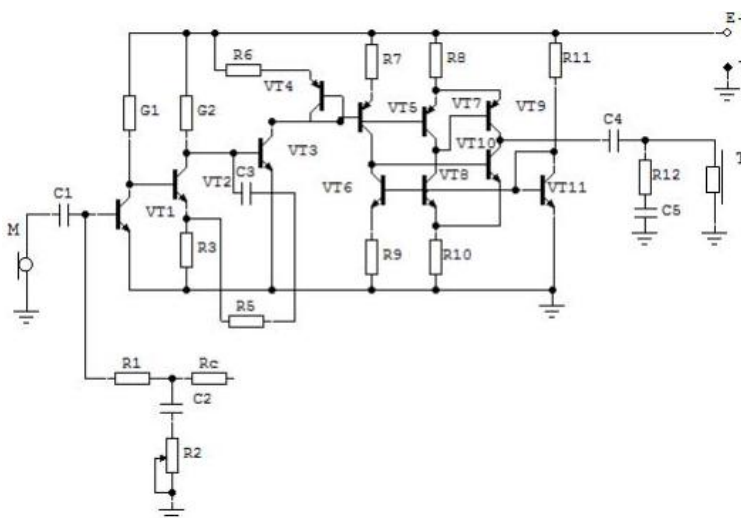 E-
R6
R7
R8
R11
VT4
G1
G2
VT5
VT7
VT9
C4
VT3
VT10
VT2
C3
T
C1
VT1
VT6
VT8
VT11
R12
M
R3
C5
R9
R10
R5
R1
Rc
C2
R2